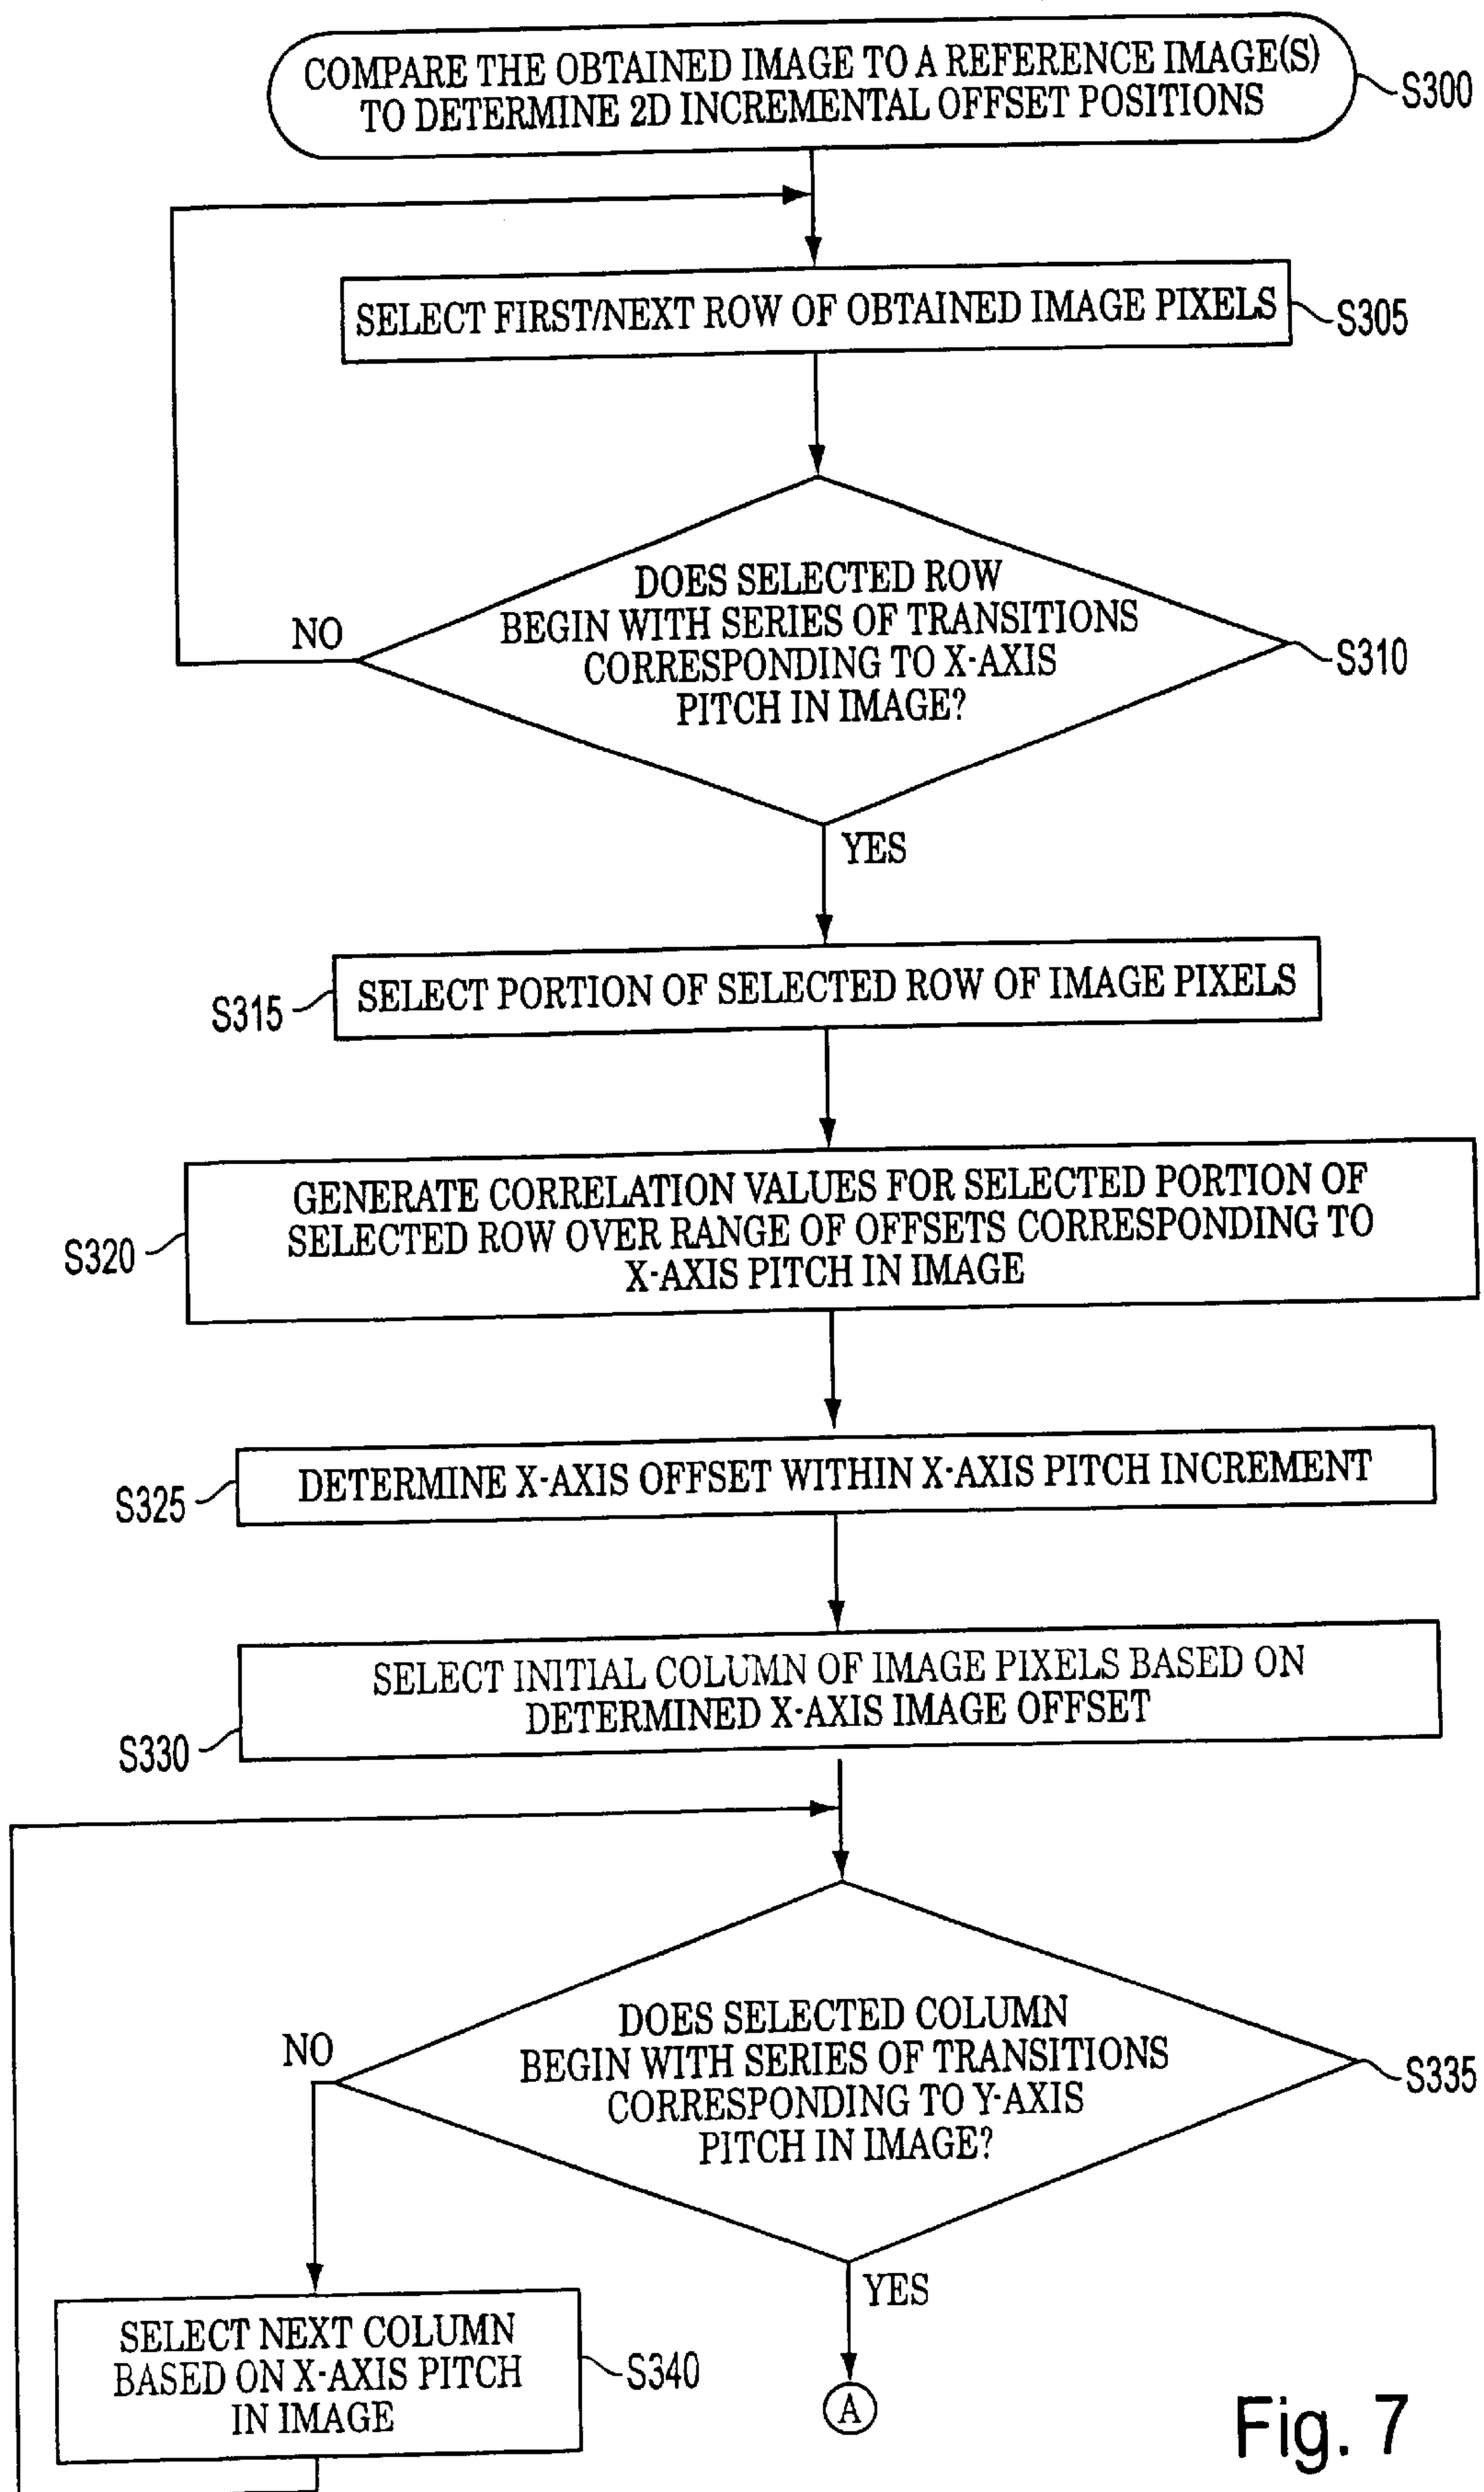 COMPARE THE OBTAINED IMAGE TO A REFERENCE IMAGE(S)
TO DETERMINE 2D INCREMENTAL OFFSET POSITIONS
S300
SELECT FIRST/NEXT ROW OF OBTAINED IMAGE PIXELS
S305
DOES SELECTED ROW
BEGIN WITH SERIES OF TRANSITIONS
CORRESPONDING TO X-AXIS
PITCH IN IMAGE?
NO
S310
YES
SELECT PORTION OF SELECTED ROW OF IMAGE PIXELS
S315
GENERATE CORRELATION VALUES FOR SELECTED PORTION OF
SELECTED ROW OVER RANGE OF OFFSETS CORRESPONDING TO
X-AXIS PITCH IN IMAGE
S320
DETERMINE X-AXIS OFFSET WITHIN X-AXIS PITCH INCREMENT
S325
SELECT INITIAL COLUMN OF IMAGE PIXELS BASED ON
DETERMINED X-AXIS IMAGE OFFSET
S330
DOES SELECTED COLUMN
BEGIN WITH SERIES OF TRANSITIONS
CORRESPONDING TO Y-AXIS
PITCH IN IMAGE?
NO
S335
YES
SELECT NEXT COLUMN
BASED ON X-AXIS PITCH
IN IMAGE
S340
A
Fig. 7